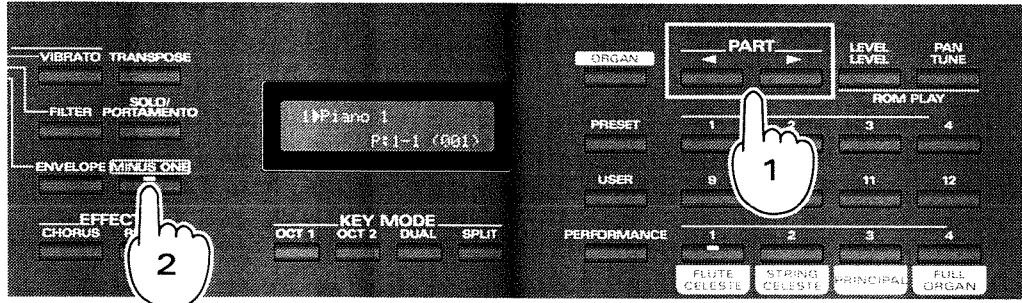 VIBRATO TRANSPOSE
FILTER SOLO/
PORTAMENTO
ENVELOPE MINUS ONE
EFFECT
CHORUS
2
1▶Piano 1
P:1-1 (001)
KEY MODE
OCT 1 OCT 2 DUAL SPLIT
ORGAN
PART
◄ ►
LEVEL
LEVEL
PAN
TUNE
ROM PLAY
PRESET 1 2 3 4
1
USER 9 11 12
PERFORMANCE 1 2 3 4
FLUTE
CELESTE
STRING
CELESTE
PRINCIPAL
FULL
ORGAN